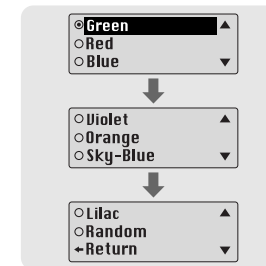 Green
Red
Blue
Violet
Orange
Sky-Blue
Lilac
Random
Return